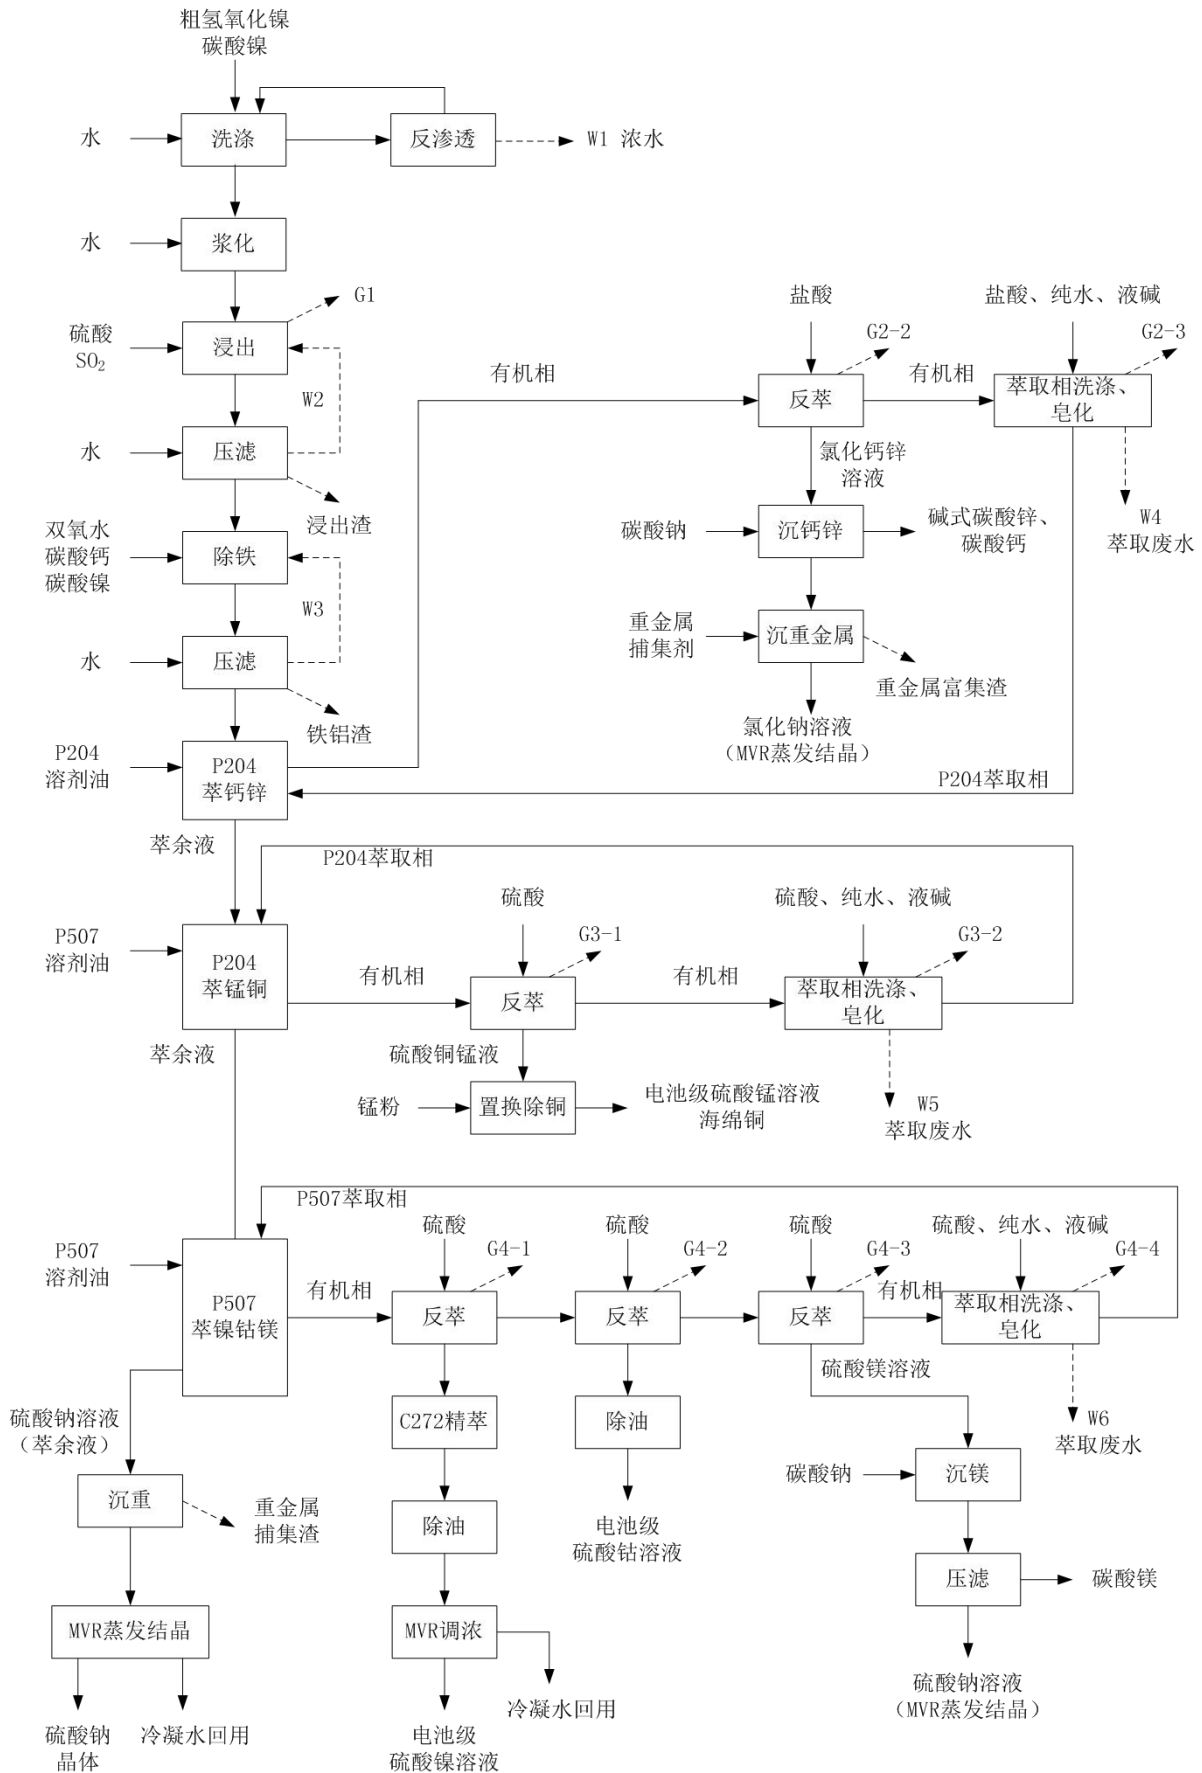 粗氢氧化镍
碳酸镍
水
洗涤
反渗透
W1 浓水
水
浆化
G1
硫酸
SO₂
浸出
W2
水
压滤
浸出渣
双氧水
碳酸钙
碳酸镍
除铁
W3
水
压滤
铁铝渣
P204
溶剂油
P204
萃钙锌
有机相
盐酸
G2-2
反萃
有机相
盐酸、纯水、液碱
G2-3
萃取相洗涤、
皂化
W4
萃取废水
氯化钙锌
溶液
碳酸钠
沉钙锌
碱式碳酸锌、
碳酸钙
重金属
捕集剂
沉重金属
重金属富集渣
氯化钠溶液
（MVR蒸发结晶）
P204萃取相
萃余液
P204萃取相
P507
溶剂油
P204
萃锰铜
有机相
硫酸
G3-1
反萃
有机相
硫酸、纯水、液碱
G3-2
萃取相洗涤、
皂化
W5
萃取废水
萃余液
硫酸铜锰液
锰粉
置换除铜
电池级硫酸锰溶液
海绵铜
P507萃取相
P507
溶剂油
P507
萃镍钴镁
有机相
硫酸
G4-1
反萃
硫酸
G4-2
反萃
硫酸
G4-3
反萃
有机相
硫酸、纯水、液碱
G4-4
萃取相洗涤、
皂化
W6
萃取废水
硫酸钠溶液
（萃余液）
沉重
重金属
捕集渣
MVR蒸发结晶
硫酸钠
晶体
冷凝水回用
C272精萃
除油
MVR调浓
冷凝水回用
电池级
硫酸镍溶液
除油
电池级
硫酸钴溶液
硫酸镁溶液
碳酸钠
沉镁
压滤
碳酸镁
硫酸钠溶液
（MVR蒸发结晶）